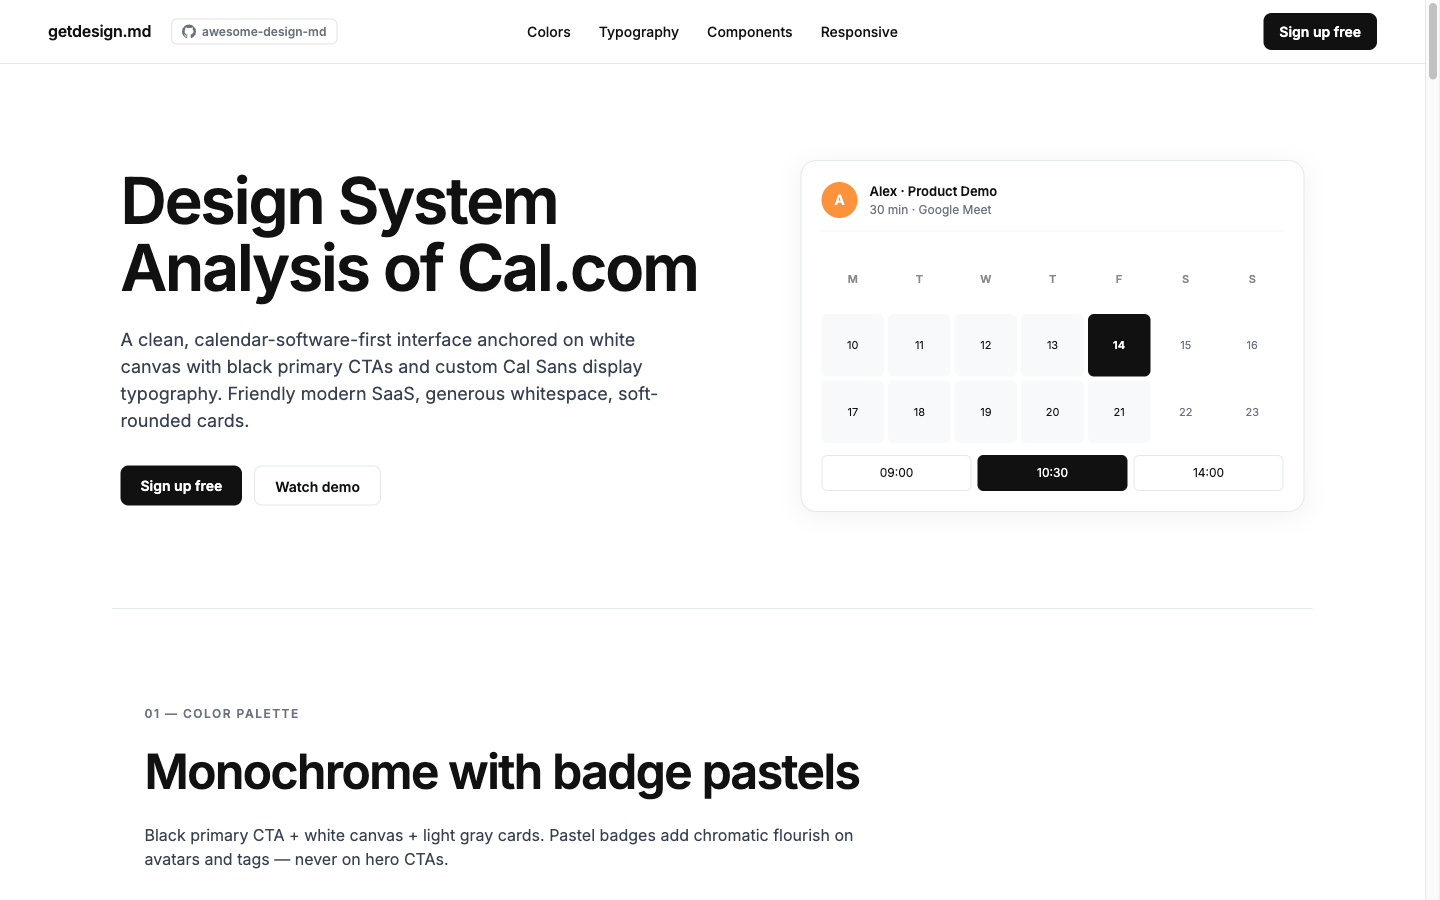 getdesign.md
awesome-design-md
Colors
Typography
Components
Responsive
Sign up free
Design System
Analysis of Cal.com
A clean, calendar-software-first interface anchored on white
canvas with black primary CTAs and custom Cal Sans display
typography. Friendly modern SaaS, generous whitespace, soft-
rounded cards.
Sign up free
Watch demo
A
Alex · Product Demo
30 min · Google Meet
M T W T F S S
10 11 12 13 14 15 16
17 18 19 20 21 22 23
09:00 10:30 14:00
01 — COLOR PALETTE
Monochrome with badge pastels
Black primary CTA + white canvas + light gray cards. Pastel badges add chromatic flourish on
avatars and tags — never on hero CTAs.